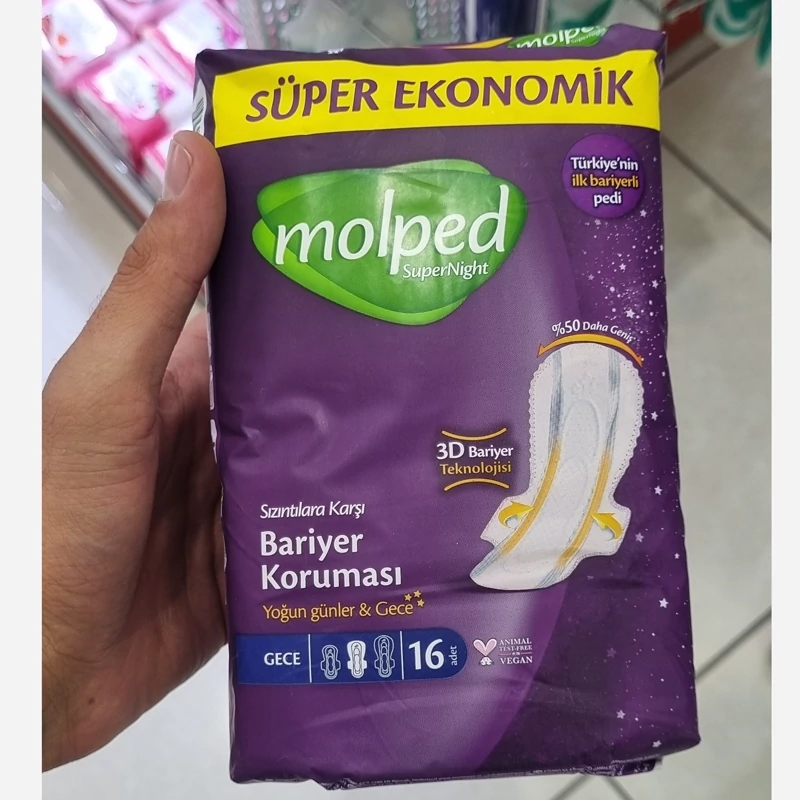 molped
SuperNight
SÜPER EKONOMİK
Türkiye'nin
ilk bariyerli
pedi
molped
SuperNight
%50 Daha Geniş
3D Bariyer
Teknolojisi
Sızıntılara Karşı
Bariyer
Koruması
Yoğun günler & Gece
GECE
16 adet
ANIMAL
TEST-FREE
VEGAN